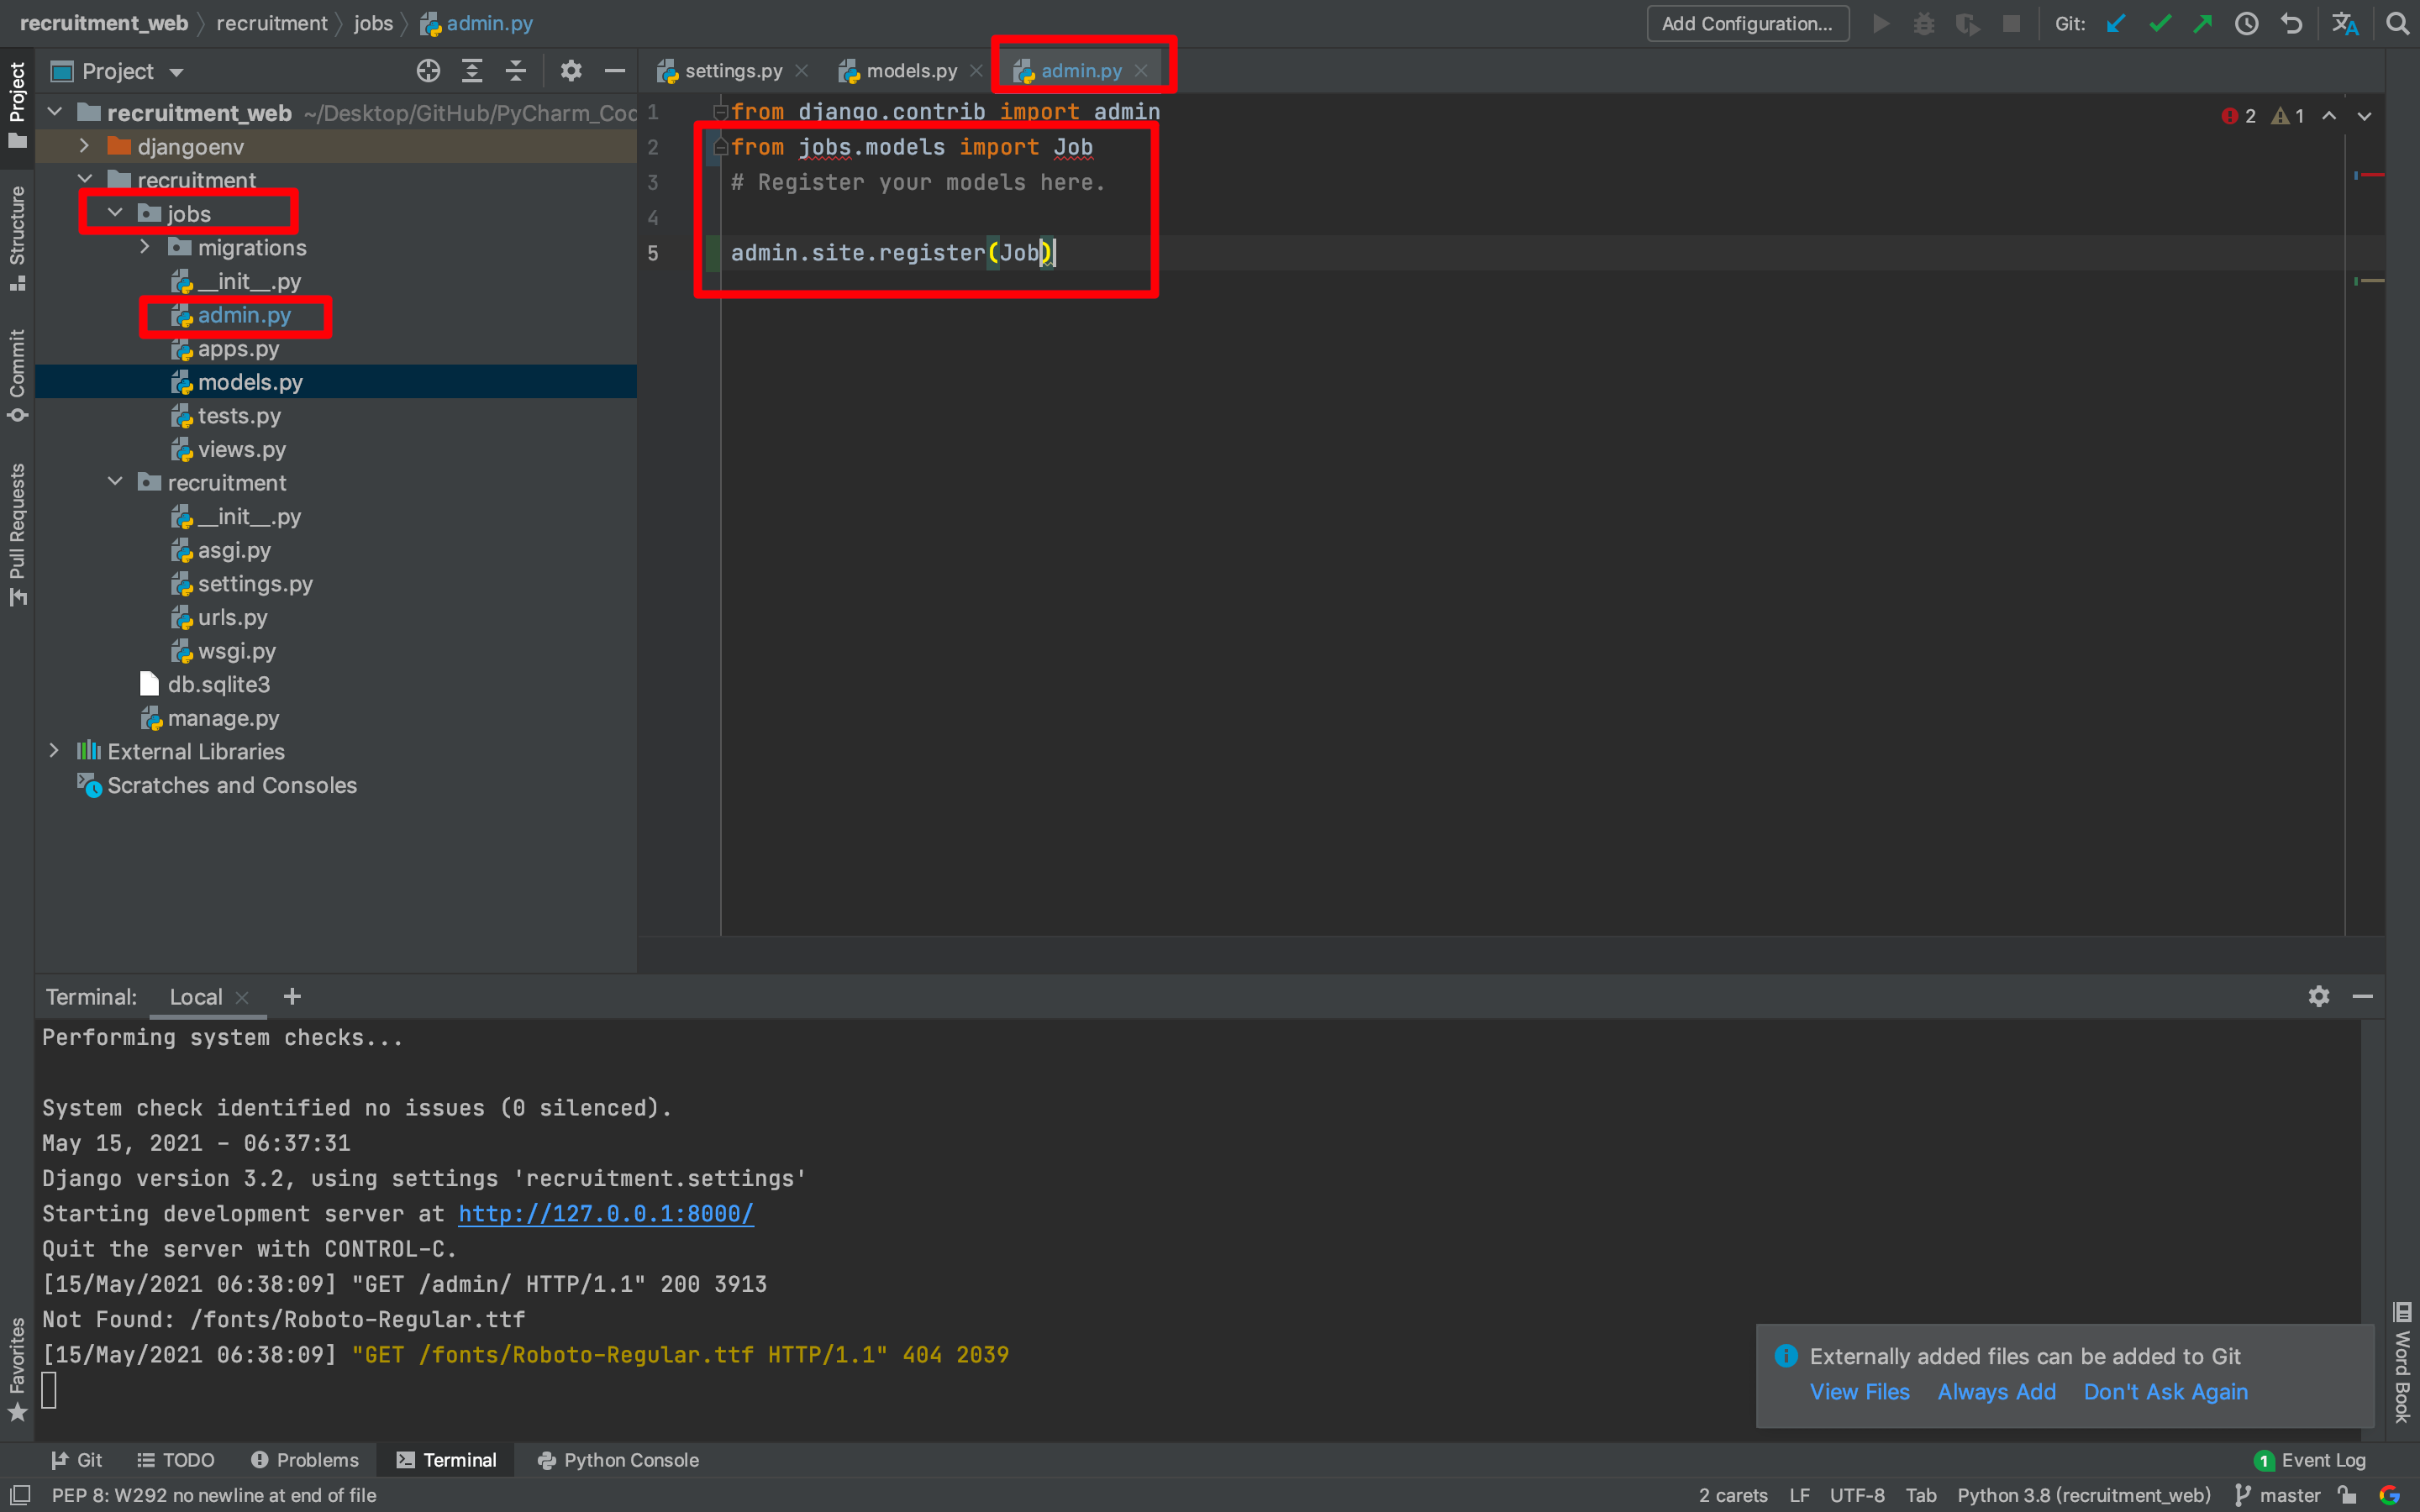 recruitment_web recruitment jobs admin.py
Add Configuration... Git:
Project
settings.py models.py admin.py
recruitment_web ~/Desktop/GitHub/PyCharm_Cod
djangoenv
recruitment
jobs
migrations
__init__.py
admin.py
apps.py
models.py
tests.py
views.py
recruitment
__init__.py
asgi.py
settings.py
urls.py
wsgi.py
db.sqlite3
manage.py
External Libraries
Scratches and Consoles
Project
Structure
Commit
Pull Requests
Favorites
1 from django.contrib import admin
2 from jobs.models import Job
3 # Register your models here.
4
5 admin.site.register(Job)
2 1
Terminal: Local
Performing system checks...
System check identified no issues (0 silenced).
May 15, 2021 - 06:37:31
Django version 3.2, using settings 'recruitment.settings'
Starting development server at http://127.0.0.1:8000/
Quit the server with CONTROL-C.
[15/May/2021 06:38:09] "GET /admin/ HTTP/1.1" 200 3913
Not Found: /fonts/Roboto-Regular.ttf
[15/May/2021 06:38:09] "GET /fonts/Roboto-Regular.ttf HTTP/1.1" 404 2039
Externally added files can be added to Git
View Files Always Add Don't Ask Again
Word Book
Git TODO Problems Terminal Python Console
1 Event Log
PEP 8: W292 no newline at end of file
2 carets LF UTF-8 Tab Python 3.8 (recruitment_web) master